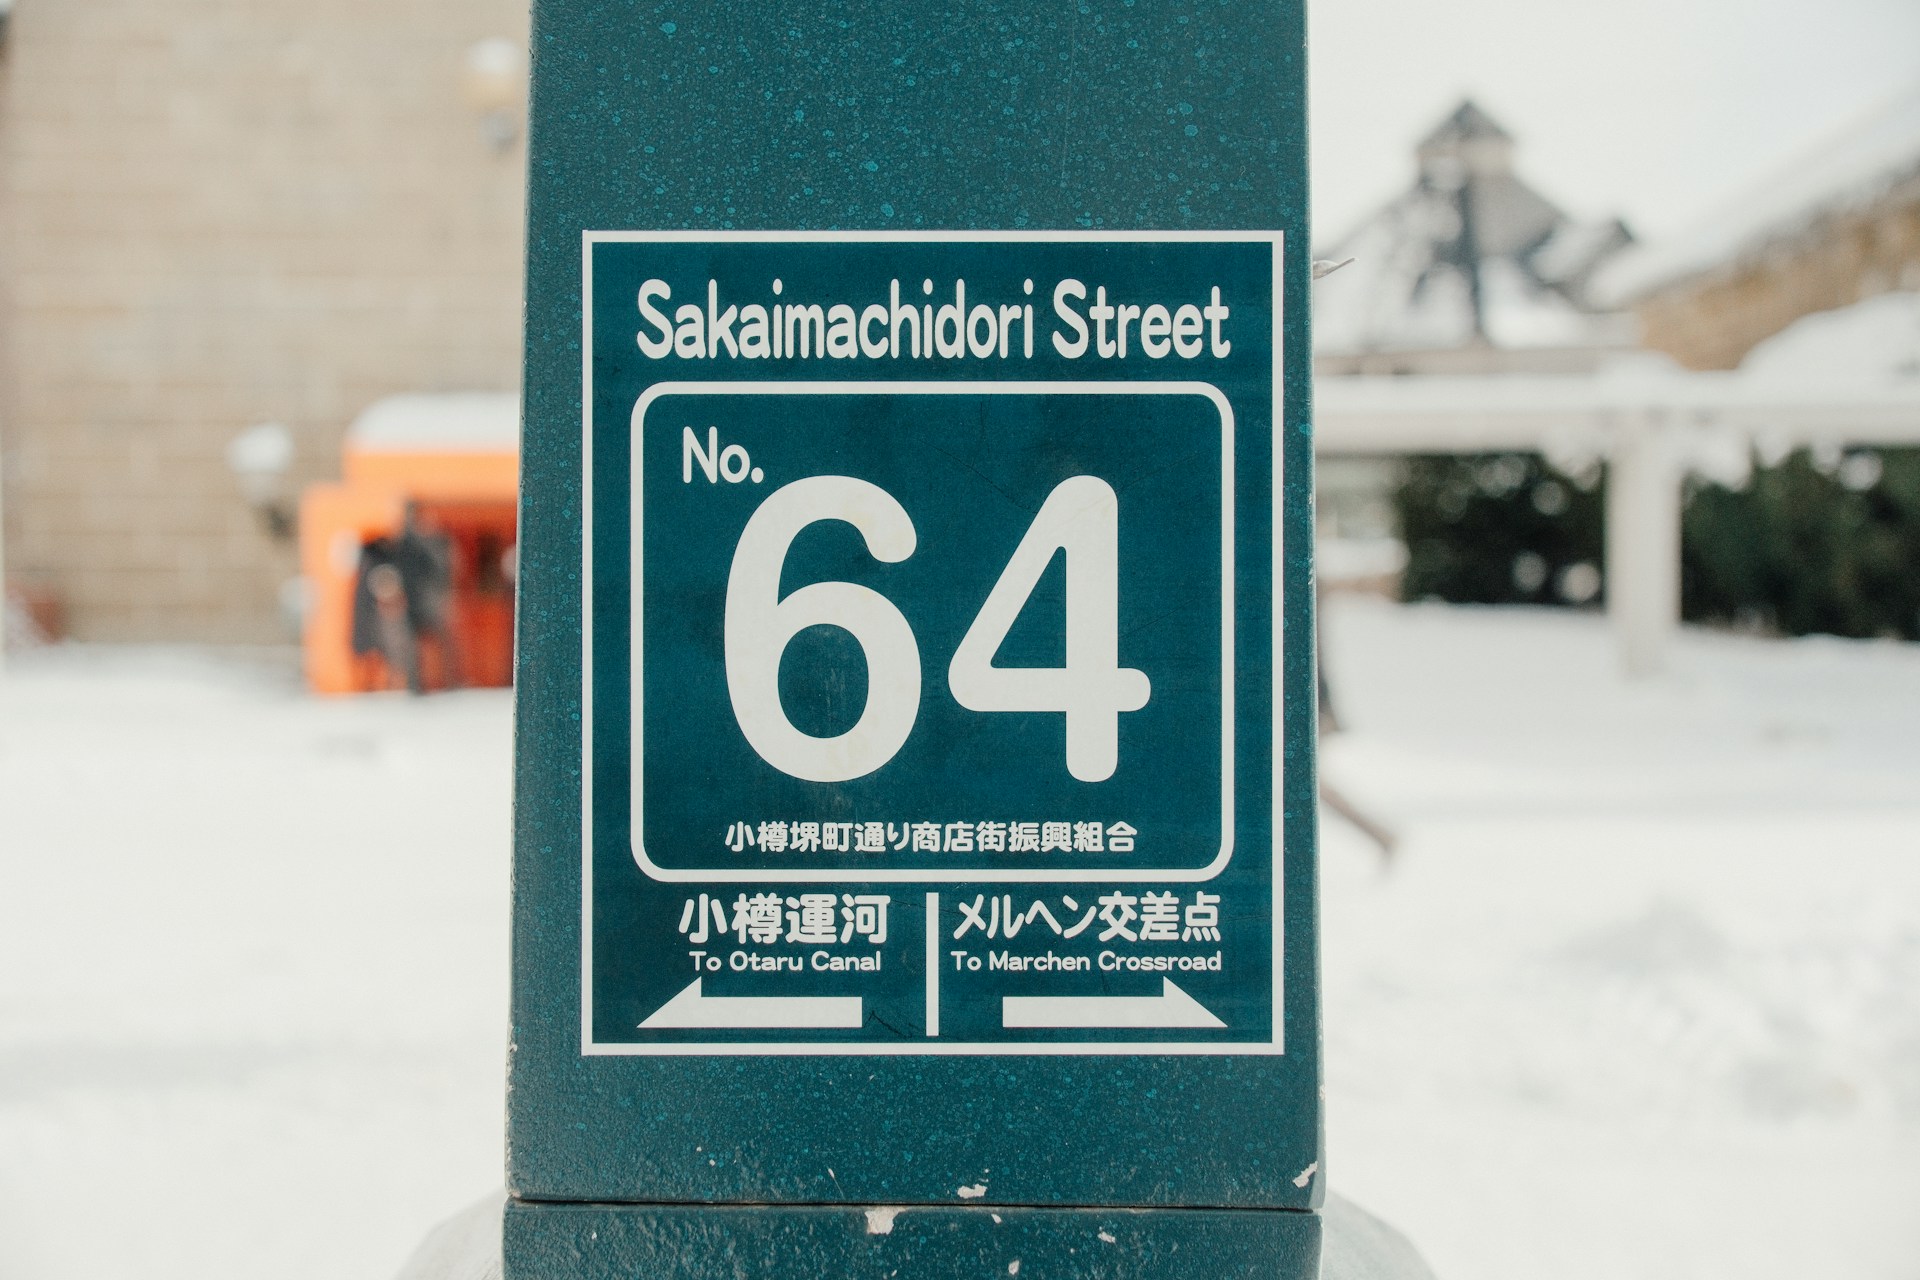 Sakaimachidori Street
No.
64
小樽堺町通り商店街振興組合
小樽運河
To Otaru Canal
メルヘン交差点
To Marchen Crossroad